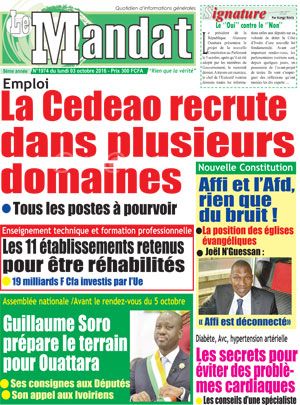 Quotidien d'informations générales
Le Mandat
8ème année / N°1974 du lundi 03 octobre 2016 - Prix 300 FCFA "Rien que la vérité"
Signature
Le "Oui" contre le "Non"
Emploi
La Cedeao recrute
dans plusieurs
domaines
Tous les postes à pourvoir
Nouvelle Constitution
Affi et l'Afd,
rien que
du bruit !
La position des églises
évangéliques
Joël N'Guessan :
« Affi est déconnecté»
Enseignement technique et formation professionnelle
Les 11 établissements retenus
pour être réhabilités
19 milliards F Cfa investis par l'Ue
Assemblée nationale /Avant le rendez-vous du 5 octobre
Guillaume Soro
prépare le terrain
pour Ouattara
Ses consignes aux Députés
Son appel aux Ivoiriens
Diabète, Avc, hypertension artérielle
Les secrets pour
éviter des problè-
mes cardiaques
Les conseils d'une spécialiste